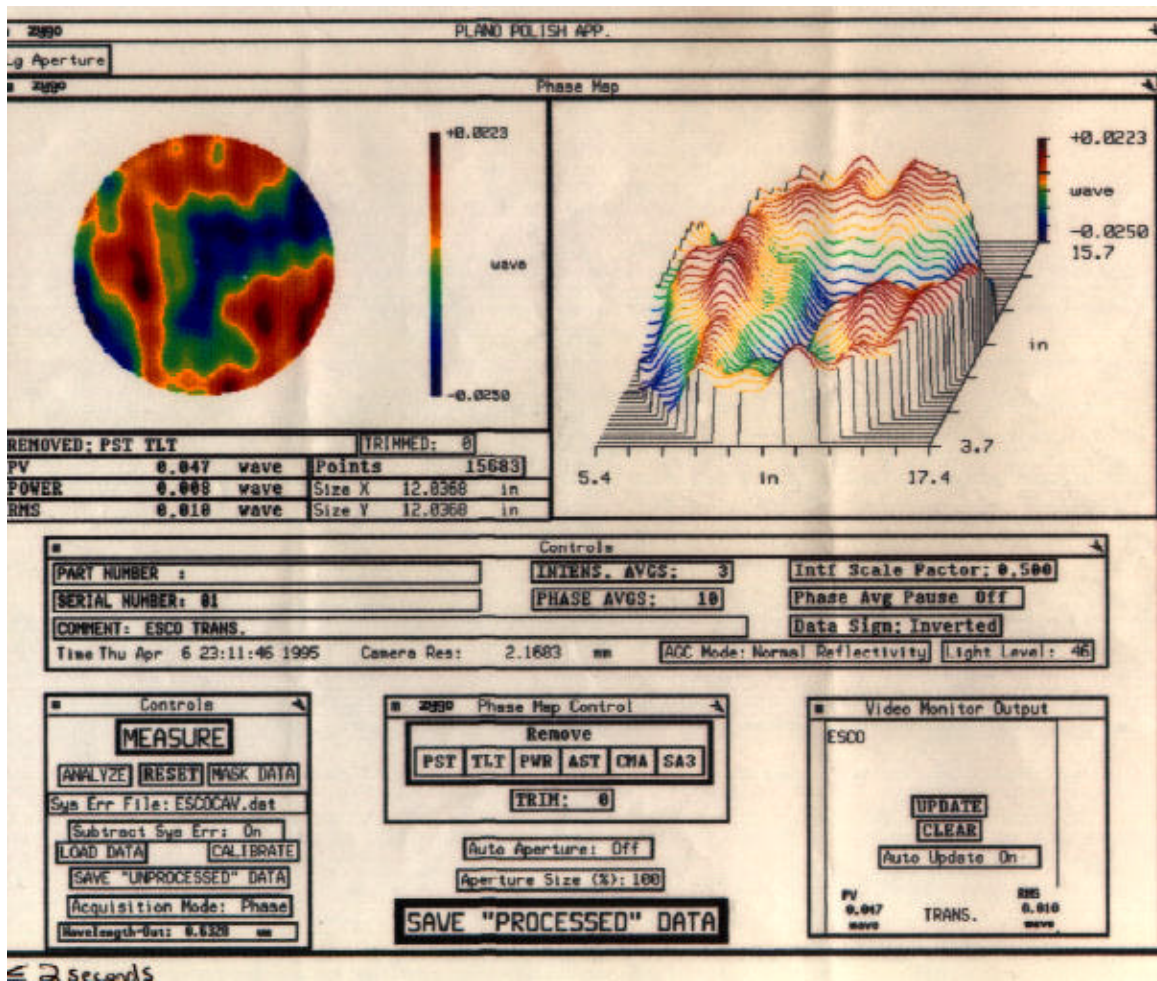 zygo PLANO POLISH APP.
Lg Aperture
zygo Phase Map
+0.0223
wave
-0.0250
+0.0223
wave
-0.0250
15.7
in
3.7
5.4 in 17.4
REMOVED: PST TLT TRIMMED: 0
PV 0.047 wave Points 15683
POWER 0.008 wave Size X 12.0368 in
RMS 0.010 wave Size Y 12.0368 in
Controls
PART NUMBER : INTENS. AVGS: 3 Intf Scale Factor: 0.500
SERIAL NUMBER: 01 PHASE AVGS: 10 Phase Avg Pause Off
COMMENT: ESCO TRANS. Data Sign: Inverted
Time Thu Apr 6 23:11:46 1995 Camera Res: 2.1683 mm AGC Mode: Normal Reflectivity Light Level: 46
Controls
MEASURE
ANALYZE RESET MASK DATA
Sys Err File: ESCOCAV.dat
Subtract Sys Err: On
LOAD DATA CALIBRATE
SAVE "UNPROCESSED" DATA
Acquisition Mode: Phase
Wavelength-Out: 0.6328 um
zygo Phase Map Control
Remove
PST TLT PWR AST CMA SA3
TRIM: 0
Auto Aperture: Off
Aperture Size (%): 100
SAVE "PROCESSED" DATA
Video Monitor Output
ESCO
UPDATE
CLEAR
Auto Update On
PV RMS
0.047 TRANS. 0.010
wave wave
≤ 2 seconds